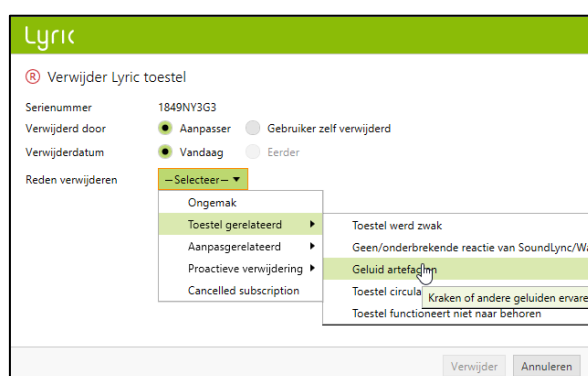 Lyric
R Verwijder Lyric toestel
Serienummer 1849NY3G3
Verwijderd door Aanpasser Gebruiker zelf verwijderd
Verwijderdatum Vandaag Eerder
Reden verwijderen —Selecteer—
Ongemak
Toestel gerelateerd
Aanpasgerelateerd
Proactieve verwijdering
Cancelled subscription
Toestel werd zwak
Geen/onderbrekende reactie van SoundLync/Wa
Geluid
Toestel circula
Kraken of andere geluiden ervare
Toestel functioneert niet naar behoren
Verwijder Annuleren